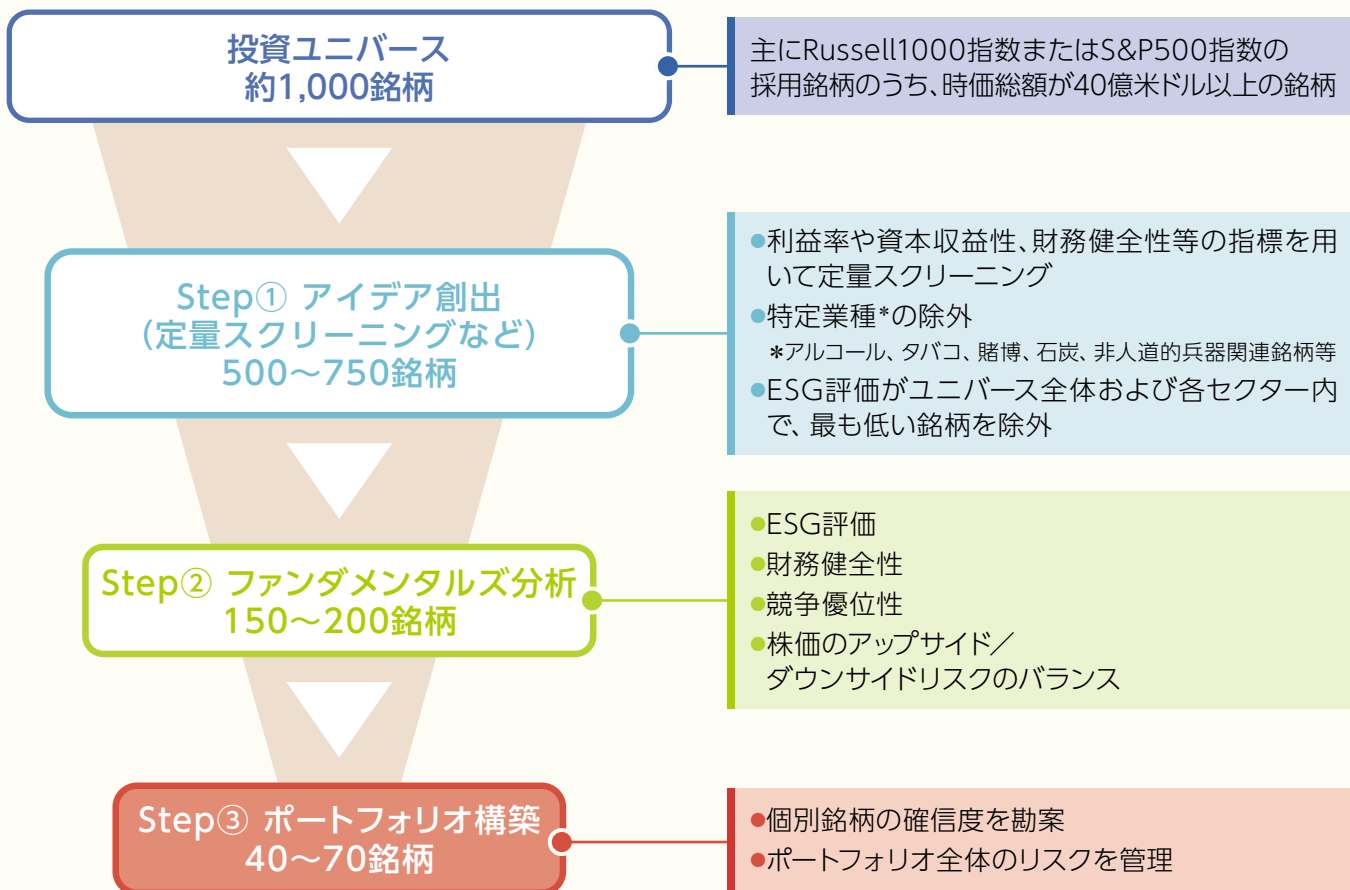 投資ユニバース
約1,000銘柄
主にRussell1000指数またはS&P500指数の
採用銘柄のうち、時価総額が40億米ドル以上の銘柄
Step① アイデア創出
(定量スクリーニングなど)
500〜750銘柄
●利益率や資本収益性、財務健全性等の指標を用
いて定量スクリーニング
●特定業種*の除外
*アルコール、タバコ、賭博、石炭、非人道的兵器関連銘柄等
●ESG評価がユニバース全体および各セクター内
で、最も低い銘柄を除外
Step② ファンダメンタルズ分析
150〜200銘柄
●ESG評価
●財務健全性
●競争優位性
●株価のアップサイド／
ダウンサイドリスクのバランス
Step③ ポートフォリオ構築
40〜70銘柄
●個別銘柄の確信度を勘案
●ポートフォリオ全体のリスクを管理